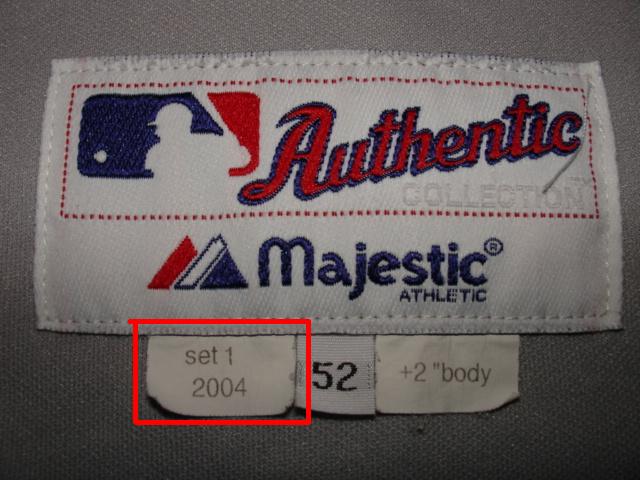 Authentic
COLLECTION
Majestic®
ATHLETIC
set 1
2004
52
+2 "body